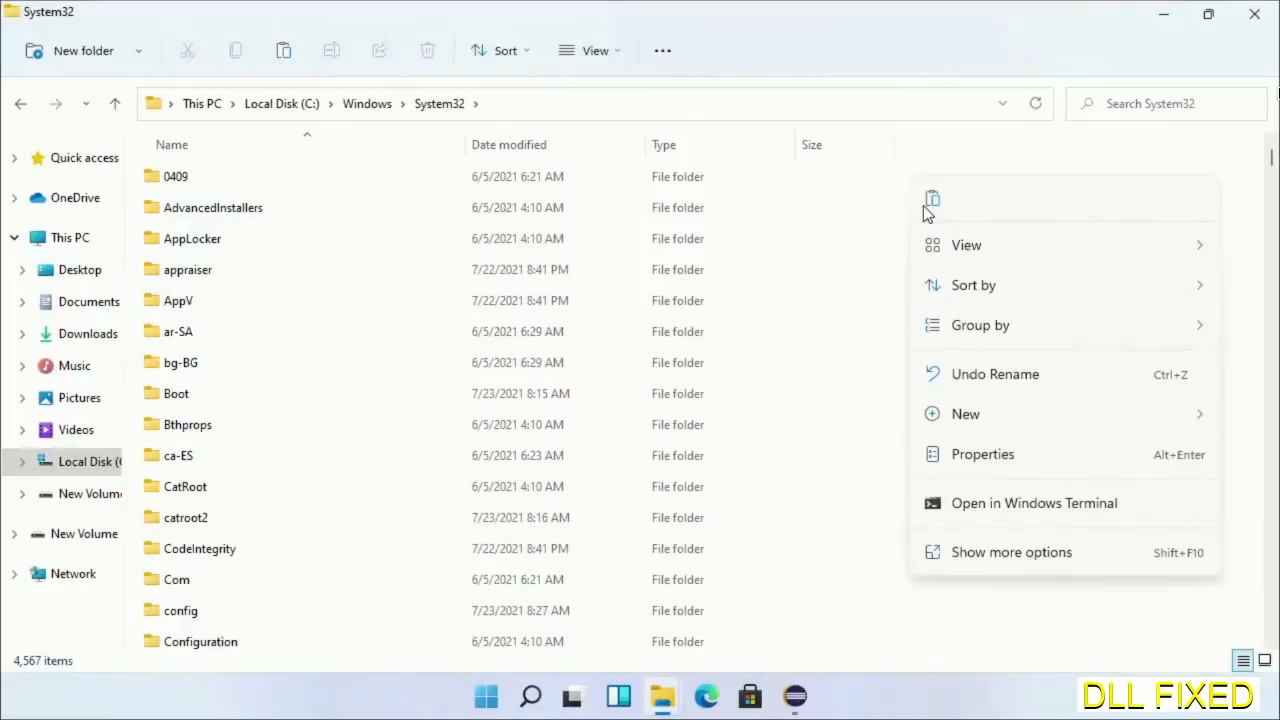 System32
New folder
Sort
View
This PC
Local Disk (C:)
Windows
System32
Search System32
Name
Date modified
Type
Size
Quick access
OneDrive
This PC
Desktop
Documents
Downloads
Music
Pictures
Videos
Local Disk (
New Volum
New Volume
Network
0409 6/5/2021 6:21 AM File folder
AdvancedInstallers 6/5/2021 4:10 AM File folder
AppLocker 6/5/2021 4:10 AM File folder
appraiser 7/22/2021 8:41 PM File folder
AppV 7/22/2021 8:41 PM File folder
ar-SA 6/5/2021 6:29 AM File folder
bg-BG 6/5/2021 6:29 AM File folder
Boot 7/23/2021 8:15 AM File folder
Bthprops 6/5/2021 4:10 AM File folder
ca-ES 6/5/2021 6:23 AM File folder
CatRoot 6/5/2021 4:10 AM File folder
catroot2 7/23/2021 8:16 AM File folder
CodeIntegrity 7/22/2021 8:41 PM File folder
Com 6/5/2021 6:21 AM File folder
config 7/23/2021 8:27 AM File folder
Configuration 6/5/2021 4:10 AM File folder
View
Sort by
Group by
Undo Rename Ctrl+Z
New
Properties Alt+Enter
Open in Windows Terminal
Show more options Shift+F10
4,567 items
DLL FIXED